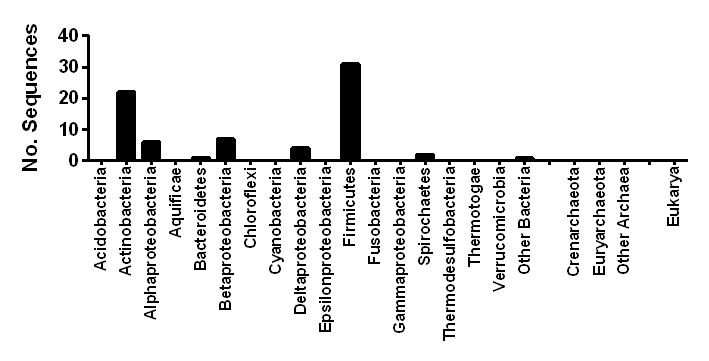 No. Sequences
40
30
20
10
0
Acidobacteria
Actinobacteria
Alphaproteobacteria
Aquificae
Bacteroidetes
Betaproteobacteria
Chloroflexi
Cyanobacteria
Deltaproteobacteria
Epsilonproteobacteria
Firmicutes
Fusobacteria
Gammaproteobacteria
Spirochaetes
Thermodesulfobacteria
Thermotogae
Verrucomicrobia
Other Bacteria
Crenarchaeota
Euryarchaeota
Other Archaea
Eukarya